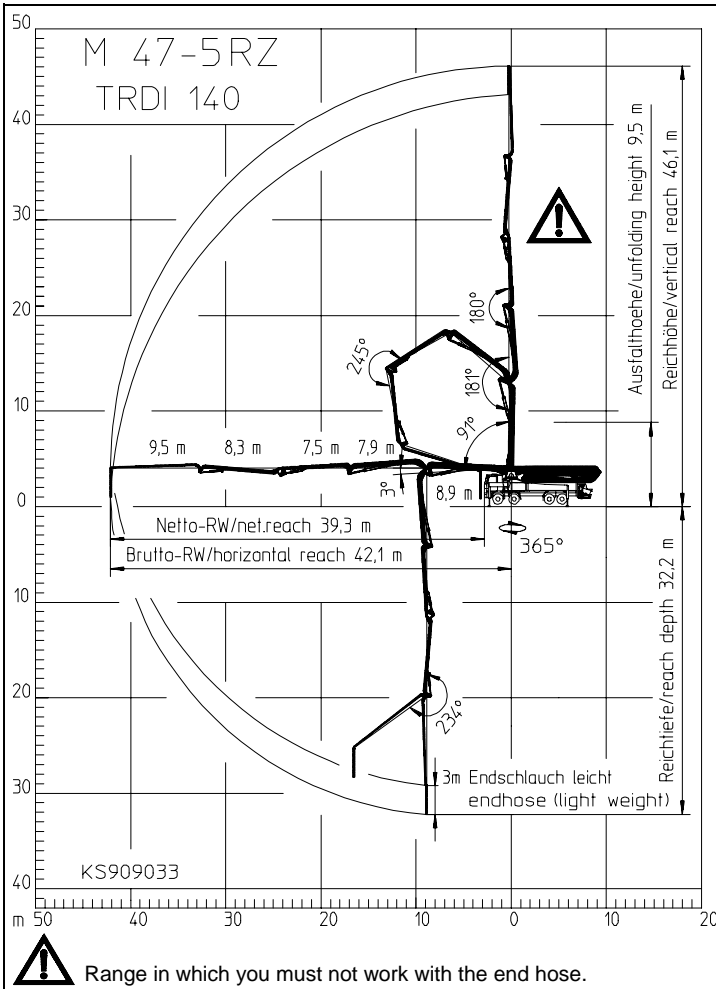 M 47-5RZ
TRDI 140
50
40
30
20
10
0
10
20
30
40
m 50 40 30 20 10 0 10 20
Ausfalthoehe/unfolding height 9,5 m
Reichhöhe/vertical reach 46,1 m
180°
245°
181°
91°
9,5 m 8,3 m 7,5 m 7,9 m
3°
8,9 m
Netto-RW/net.reach 39,3 m
365°
Brutto-RW/horizontal reach 42,1 m
Reichtiefe/reach depth 32,2 m
234°
3m Endschlauch leicht
endhose (light weight)
KS909033
Range in which you must not work with the end hose.